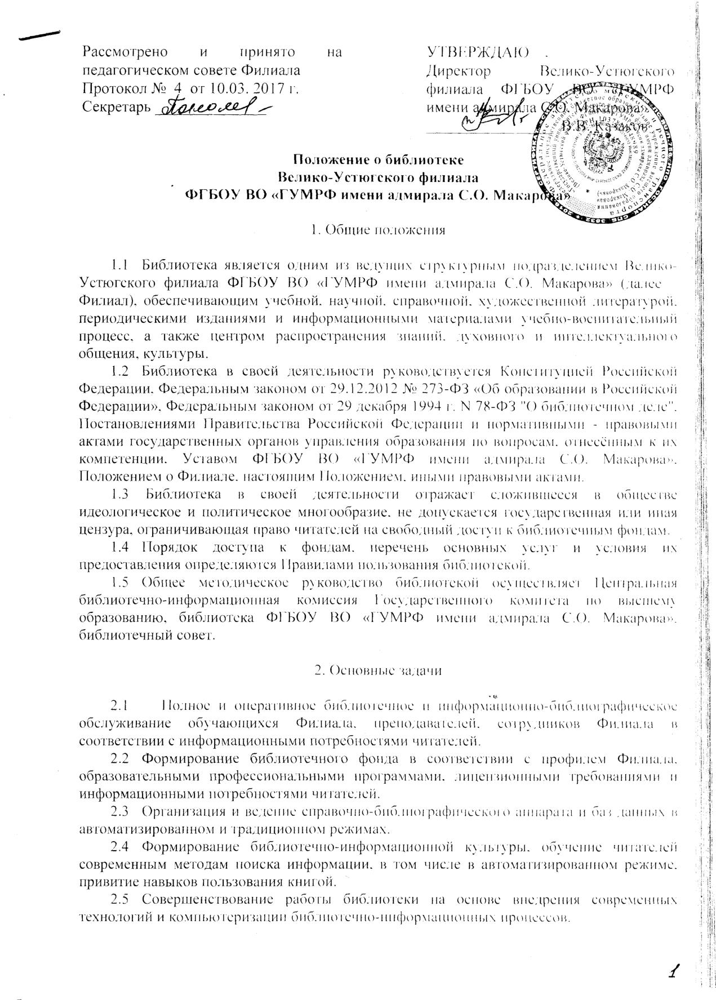 Рассмотрено и принято на
педагогическом совете Филиала
Протокол № 4 от 10.03. 2017 г.
Секретарь
УТВЕРЖДАЮ
Директор Велико-Устюгского
филиала ФГБОУ ВО «ГУМРФ
имени адмирала С.О. Макарова»
В.В. Казаков
Положение о библиотеке
Велико-Устюгского филиала
ФГБОУ ВО «ГУМРФ имени адмирала С.О. Макарова»
1. Общие положения
1.1 Библиотека является одним из ведущих структурным подразделением Велико-
Устюгского филиала ФГБОУ ВО «ГУМРФ имени адмирала С.О. Макарова» (далее
Филиал), обеспечивающим учебной, научной, справочной, художественной литературой,
периодическими изданиями и информационными материалами учебно-воспитательный
процесс, а также центром распространения знаний, духовного и интеллектуального
общения, культуры.
1.2 Библиотека в своей деятельности руководствуется Конституцией Российской
Федерации, Федеральным законом от 29.12.2012 № 273-ФЗ «Об образовании в Российской
Федерации», Федеральным законом от 29 декабря 1994 г. N 78-ФЗ "О библиотечном деле",
Постановлениями Правительства Российской Федерации и нормативными - правовыми
актами государственных органов управления образования по вопросам, отнесённым к их
компетенции, Уставом ФГБОУ ВО «ГУМРФ имени адмирала С.О. Макарова»,
Положением о Филиале, настоящим Положением, иными правовыми актами.
1.3 Библиотека в своей деятельности отражает сложившееся в обществе
идеологическое и политическое многообразие, не допускается государственная или иная
цензура, ограничивающая право читателей на свободный доступ к библиотечным фондам.
1.4 Порядок доступа к фондам, перечень основных услуг и условия их
предоставления определяются Правилами пользования библиотекой.
1.5 Общее методическое руководство библиотекой осуществляет Центральная
библиотечно-информационная комиссия Государственного комитета по высшему
образованию, библиотека ФГБОУ ВО «ГУМРФ имени адмирала С.О. Макарова»,
библиотечный совет.
2. Основные задачи
2.1 Полное и оперативное библиотечное и информационно-библиографическое
обслуживание обучающихся Филиала, преподавателей, сотрудников Филиала в
соответствии с информационными потребностями читателей.
2.2 Формирование библиотечного фонда в соответствии с профилем Филиала,
образовательными профессиональными программами, лицензионными требованиями и
информационными потребностями читателей.
2.3 Организация и ведение справочно-библиографического аппарата и баз данных в
автоматизированном и традиционном режимах.
2.4 Формирование библиотечно-информационной культуры, обучение читателей
современным методам поиска информации, в том числе в автоматизированном режиме,
привитие навыков пользования книгой.
2.5 Совершенствование работы библиотеки на основе внедрения современных
технологий и компьютеризации библиотечно-информационных процессов.
1